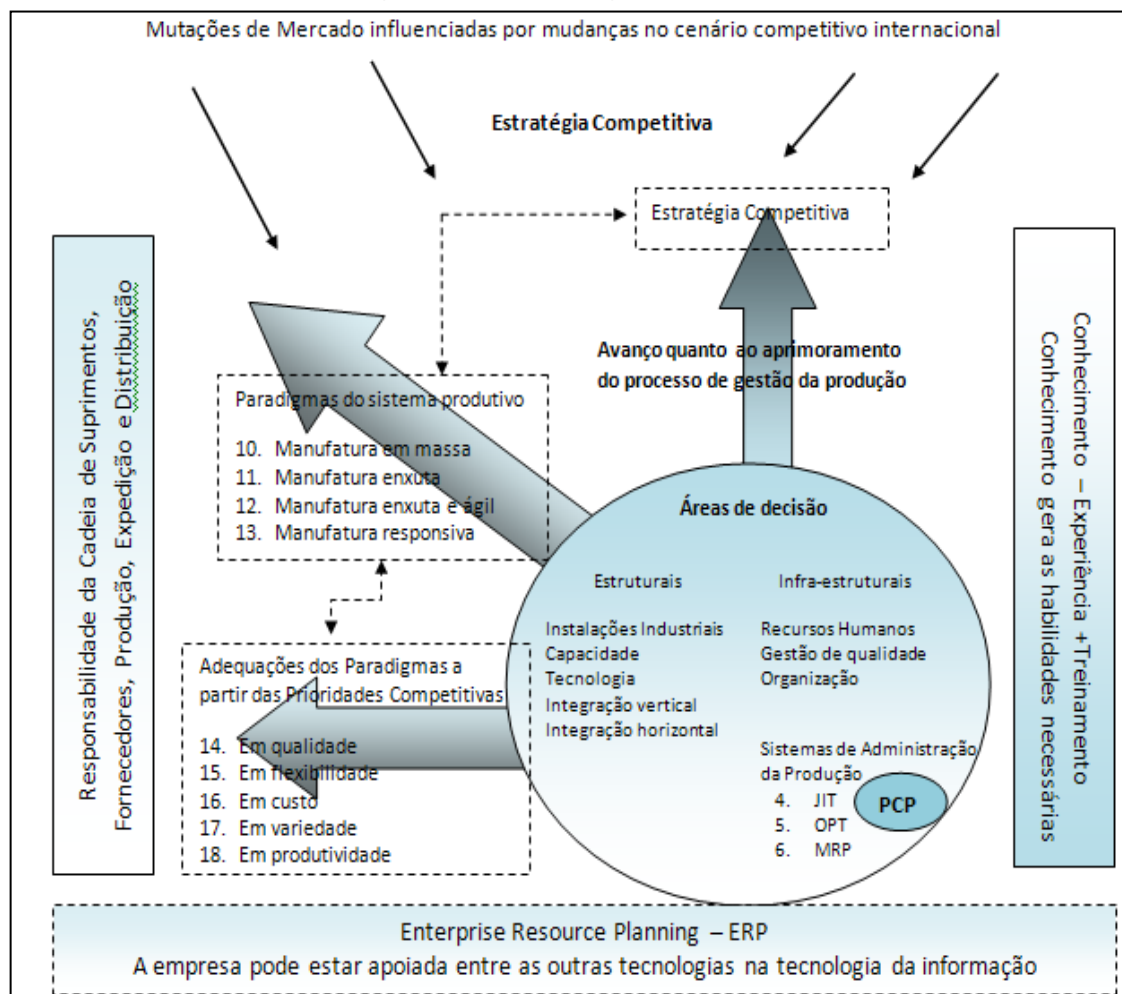 Mutações de Mercado influenciadas por mudanças no cenário competitivo internacional
Estratégia Competitiva
Estratégia Competitiva
Responsabilidade da Cadeia de Suprimentos,
Fornecedores, Produção, Expedição e Distribuição
Conhecimento – Experiência +Treinamento
Conhecimento gera as habilidades necessárias
Avanço quanto ao aprimoramento
do processo de gestão da produção
Paradigmas do sistema produtivo
10. Manufatura em massa
11. Manufatura enxuta
12. Manufatura enxuta e ágil
13. Manufatura responsiva
Áreas de decisão
Estruturais
Instalações Industriais
Capacidade
Tecnologia
Integração vertical
Integração horizontal
Infra-estruturais
Recursos Humanos
Gestão de qualidade
Organização
Sistemas de Administração
da Produção
4. JIT
5. OPT
6. MRP
PCP
Adequações dos Paradigmas a
partir das Prioridades Competitivas
14. Em qualidade
15. Em flexibilidade
16. Em custo
17. Em variedade
18. Em produtividade
Enterprise Resource Planning – ERP
A empresa pode estar apoiada entre as outras tecnologias na tecnologia da informação